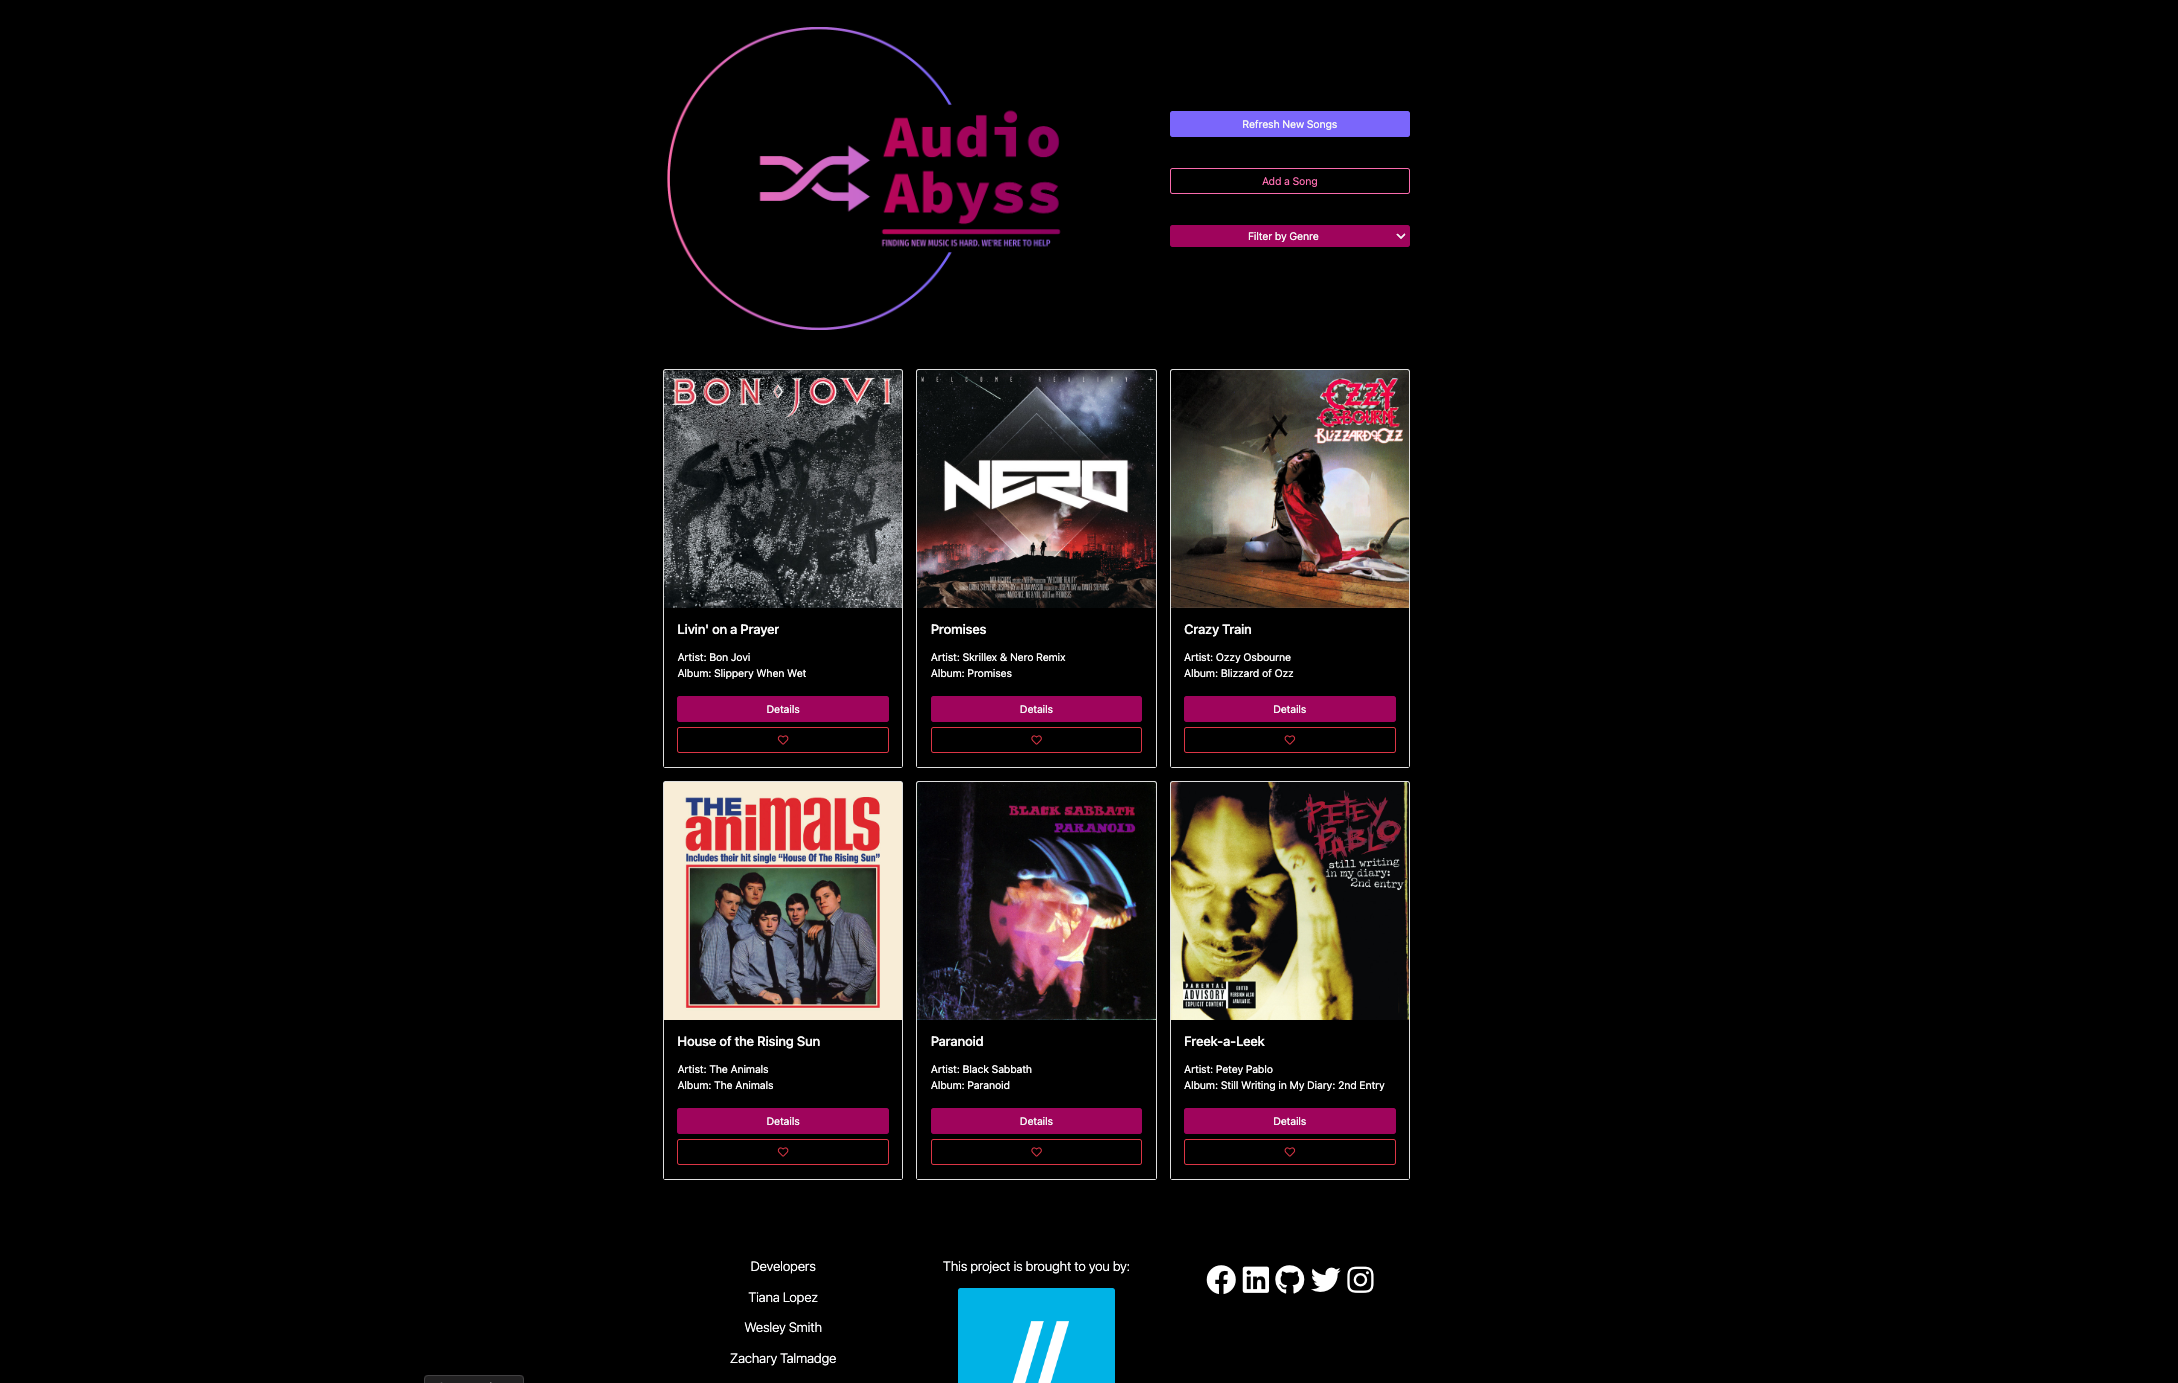 Audio
Abyss
FINDING NEW MUSIC IS HARD. WE'RE HERE TO HELP
Refresh New Songs
Add a Song
Filter by Genre
BON JOVI
SLIPPERY
WHEN
WET
WELCOME REALITY +
NERO
OZZY
OSBOURNE
BLIZZARD OF OZZ
Livin' on a Prayer
Artist: Bon Jovi
Album: Slippery When Wet
Details
Promises
Artist: Skrillex & Nero Remix
Album: Promises
Details
Crazy Train
Artist: Ozzy Osbourne
Album: Blizzard of Ozz
Details
THE
animals
Includes their hit single "House Of The Rising Sun"
BLACK SABBATH
PARANOID
PETEY
PABLO
still writing
in my diary:
2nd entry
PARENTAL
ADVISORY
EXPLICIT CONTENT
EDITED
VERSION ALSO
AVAILABLE
House of the Rising Sun
Artist: The Animals
Album: The Animals
Details
Paranoid
Artist: Black Sabbath
Album: Paranoid
Details
Freek-a-Leek
Artist: Petey Pablo
Album: Still Writing in My Diary: 2nd Entry
Details
Developers
Tiana Lopez
Wesley Smith
Zachary Talmadge
This project is brought to you by:
//